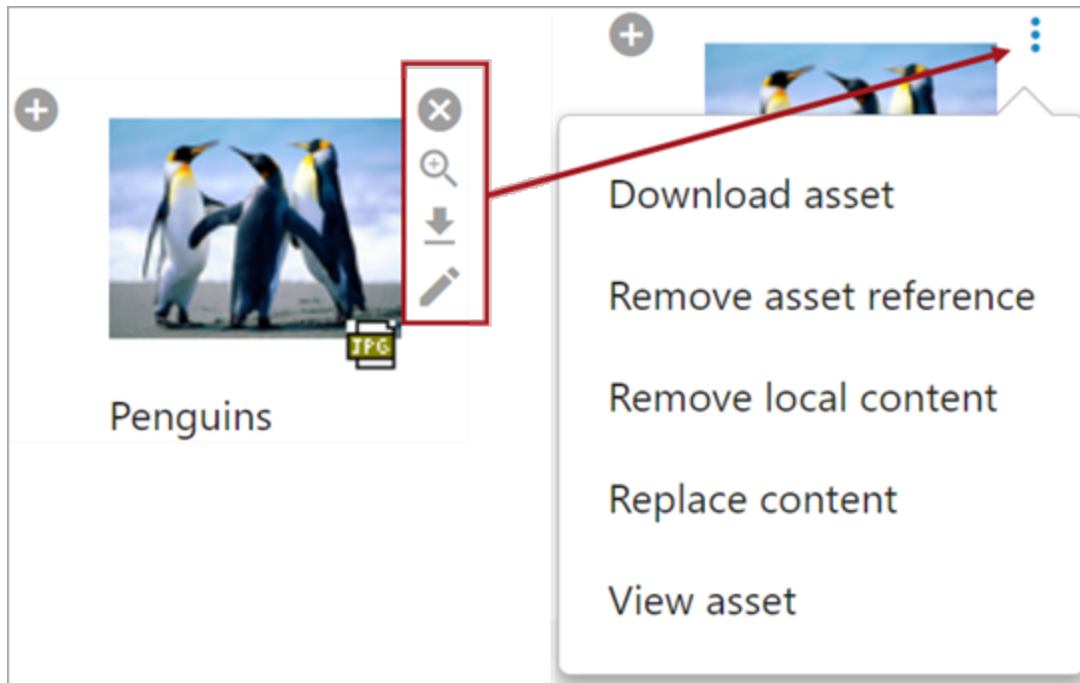 JPG
Penguins
Download asset
Remove asset reference
Remove local content
Replace content
View asset